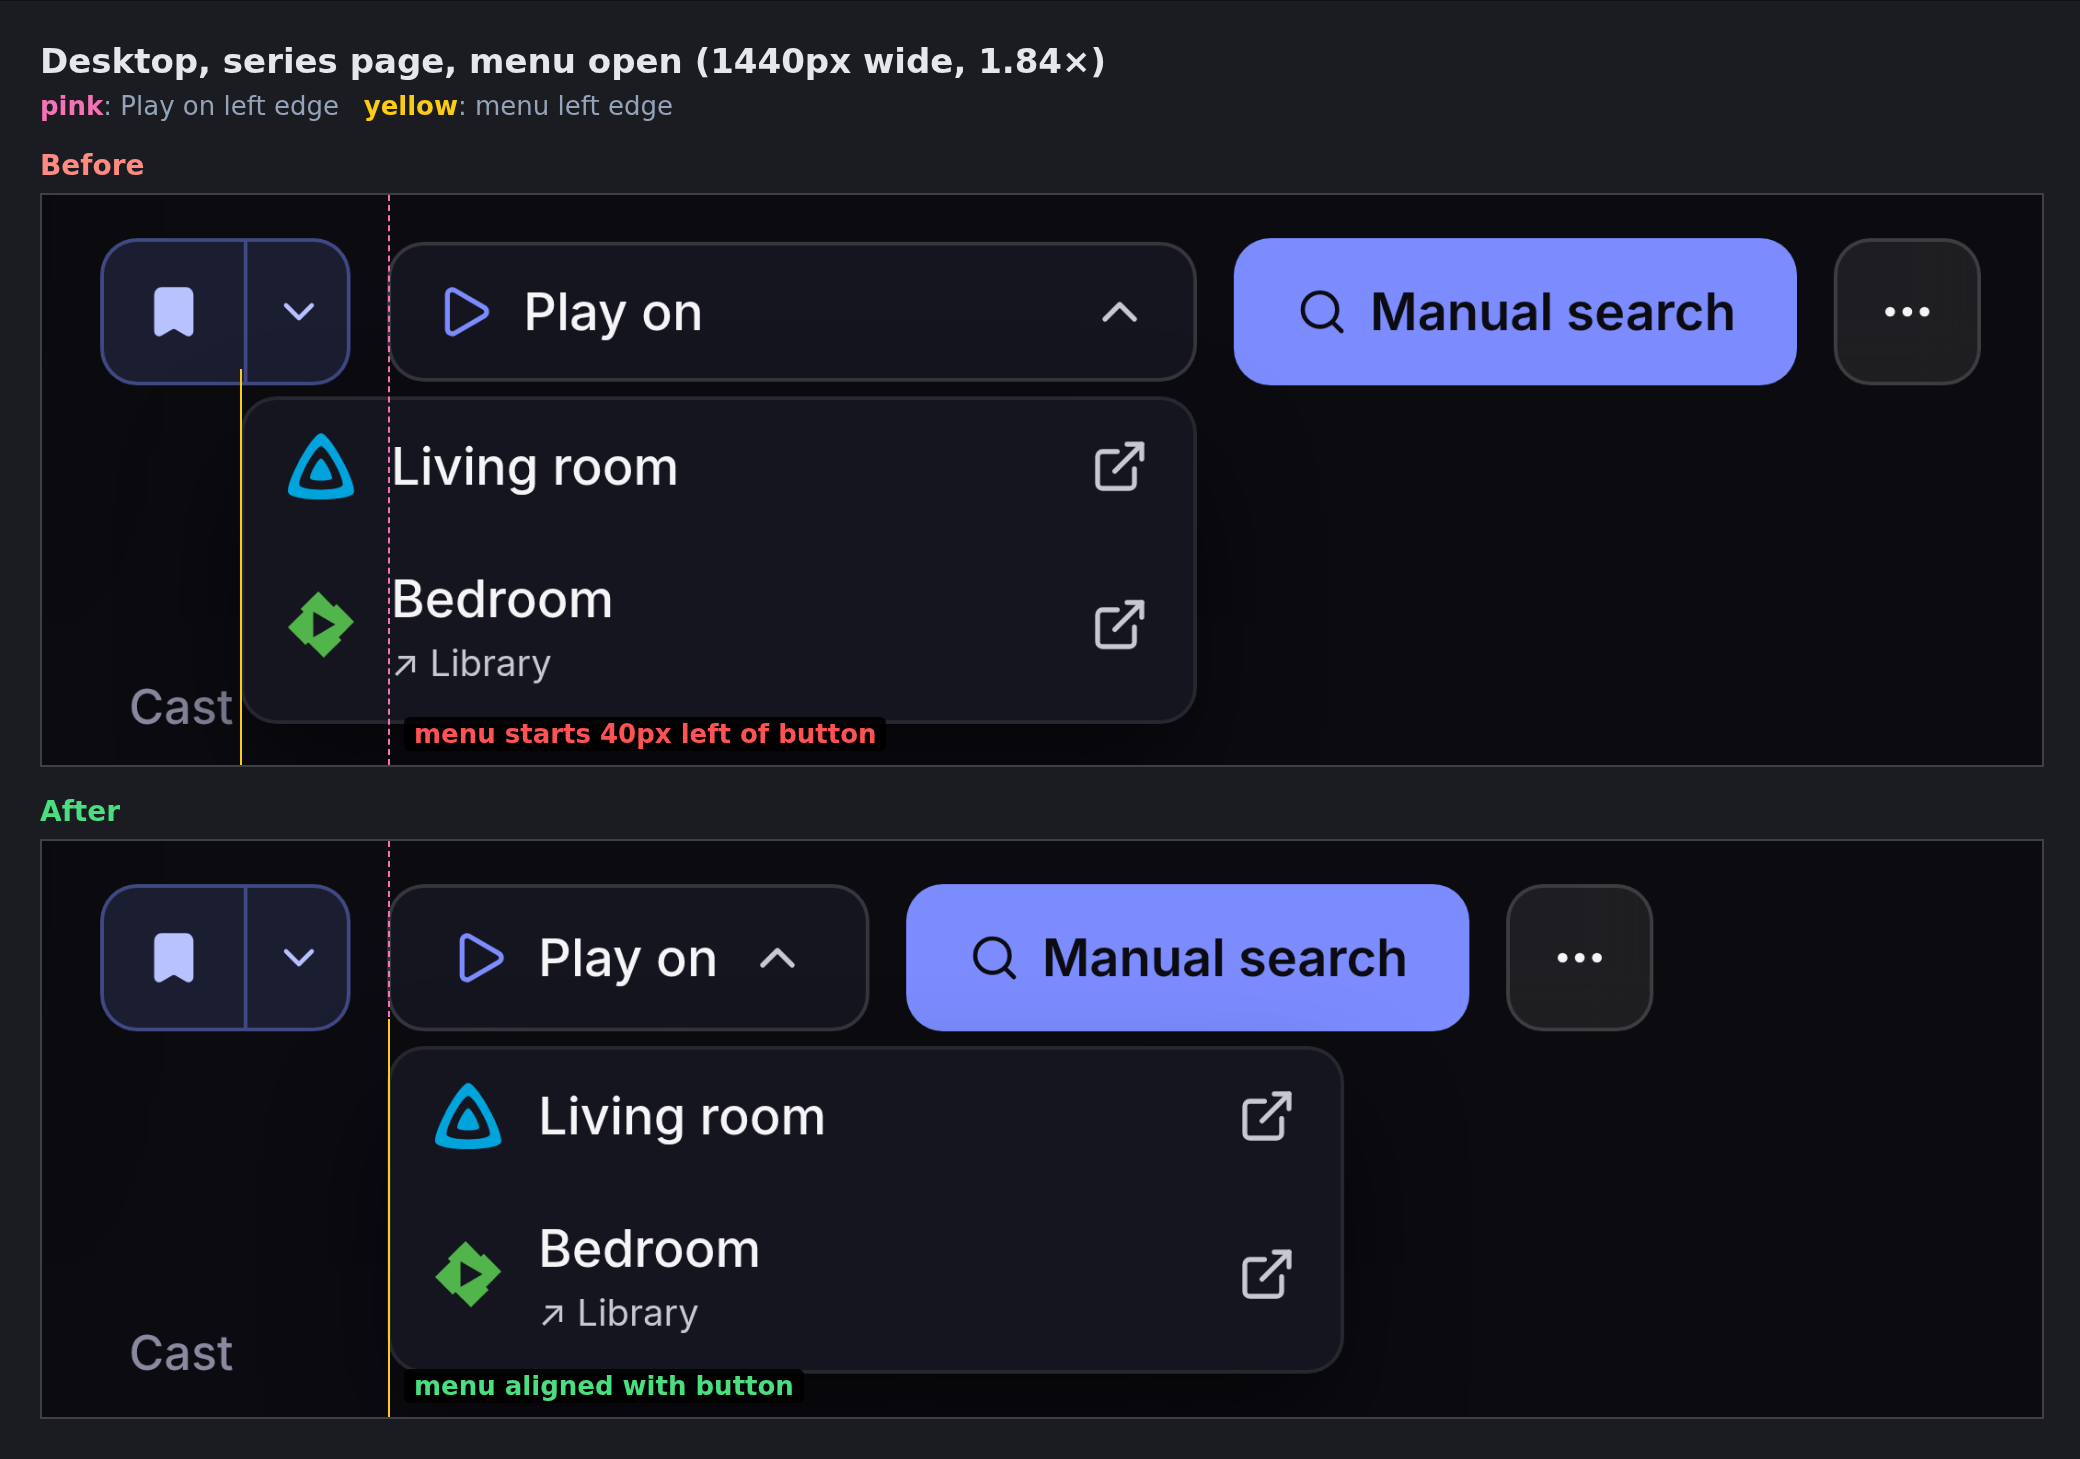 Desktop, series page, menu open (1440px wide, 1.84×)
pink: Play on left edge yellow: menu left edge
Before
Play on
Manual search
Living room
Bedroom
↗ Library
Cast
menu starts 40px left of button
After
Play on
Manual search
Living room
Bedroom
↗ Library
Cast
menu aligned with button